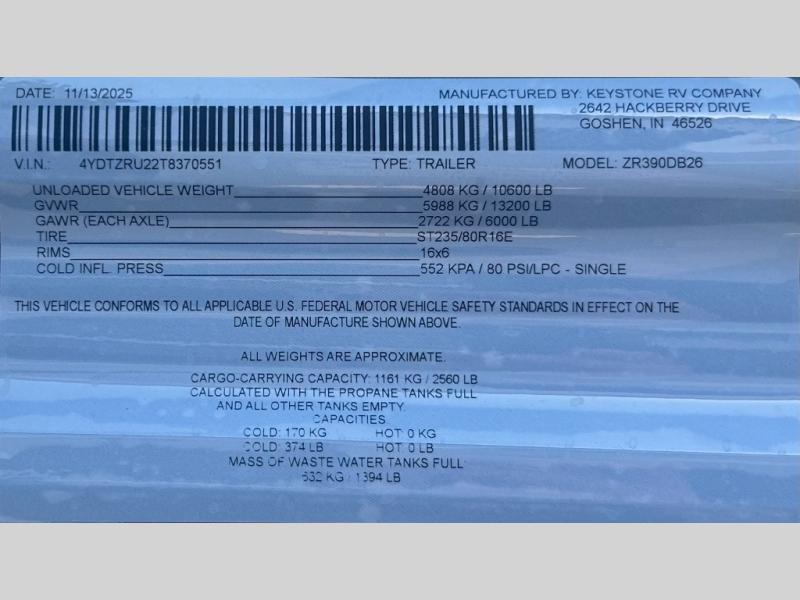 DATE: 11/13/2025
MANUFACTURED BY: KEYSTONE RV COMPANY
2642 HACKBERRY DRIVE
GOSHEN, IN 46526
V.I.N.: 4YDTZRU22T8370551 TYPE: TRAILER MODEL: ZR390DB26
UNLOADED VEHICLE WEIGHT 4808 KG / 10600 LB
GVWR 5988 KG / 13200 LB
GAWR (EACH AXLE) 2722 KG / 6000 LB
TIRE ST235/80R16E
RIMS 16x6
COLD INFL. PRESS 552 KPA / 80 PSI/LPC - SINGLE
THIS VEHICLE CONFORMS TO ALL APPLICABLE U.S. FEDERAL MOTOR VEHICLE SAFETY STANDARDS IN EFFECT ON THE
DATE OF MANUFACTURE SHOWN ABOVE.
ALL WEIGHTS ARE APPROXIMATE.
CARGO-CARRYING CAPACITY: 1161 KG / 2560 LB
CALCULATED WITH THE PROPANE TANKS FULL
AND ALL OTHER TANKS EMPTY.
CAPACITIES
COLD: 170 KG HOT: 0 KG
COLD: 374 LB HOT: 0 LB
MASS OF WASTE WATER TANKS FULL:
632 KG / 1394 LB